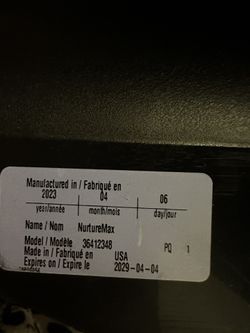 Manufactured in / Fabriqué en
2023 04 06
year/année month/mois day/jour
Name / Nom NurtureMax
Model / Modèle 36412348 PQ 1
Made in / Fabriqué en USA
Expires on / Expire le 2029-04-04